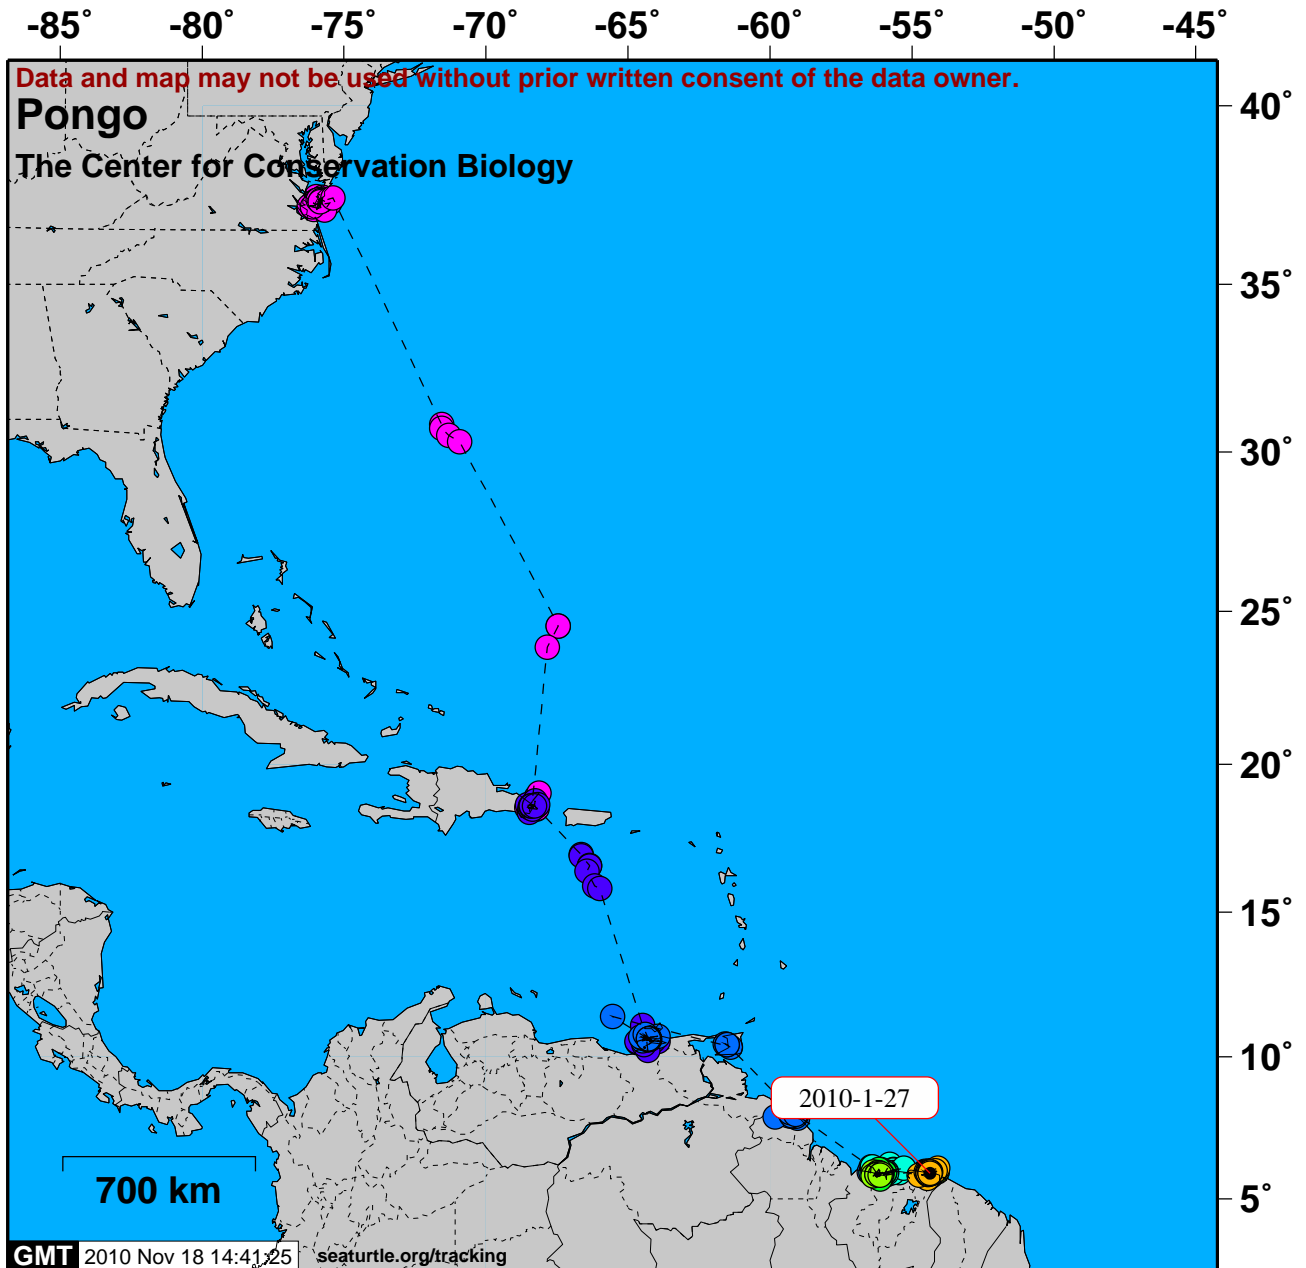 -85° -80° -75° -70° -65° -60° -55° -50° -45°
Data and map may not be used without prior written consent of the data owner.
Pongo
The Center for Conservation Biology
40°
35°
30°
25°
20°
15°
10°
5°
2010-1-27
700 km
GMT 2010 Nov 18 14:41:25 seaturtle.org/tracking